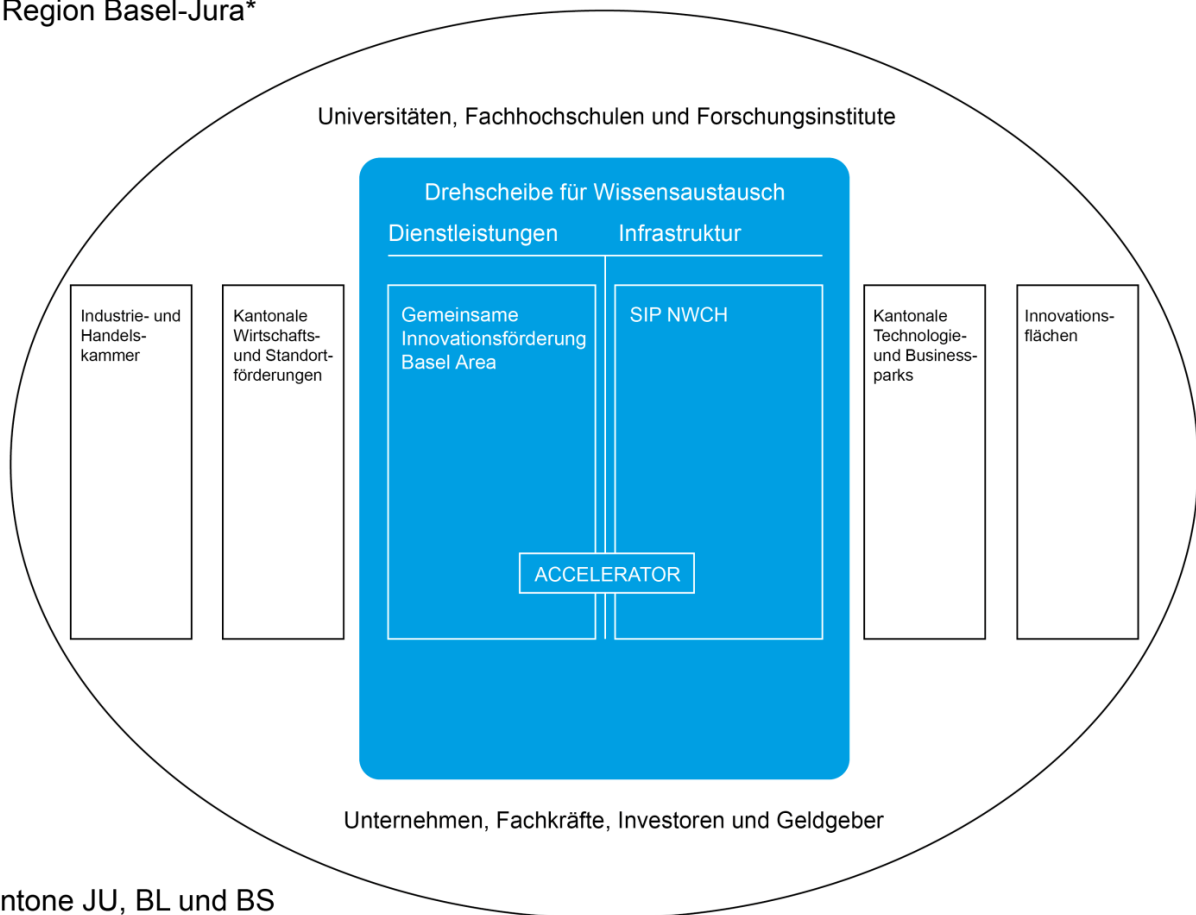 Region Basel-Jura*
Universitäten, Fachhochschulen und Forschungsinstitute
Drehscheibe für Wissensaustausch
Dienstleistungen
Infrastruktur
Industrie- und
Handels-
kammer
Kantonale
Wirtschafts-
und Standort-
förderungen
Gemeinsame
Innovationsförderung
Basel Area
SIP NWCH
Kantonale
Technologie-
und Business-
parks
Innovations-
flächen
ACCELERATOR
Unternehmen, Fachkräfte, Investoren und Geldgeber
ntone JU, BL und BS